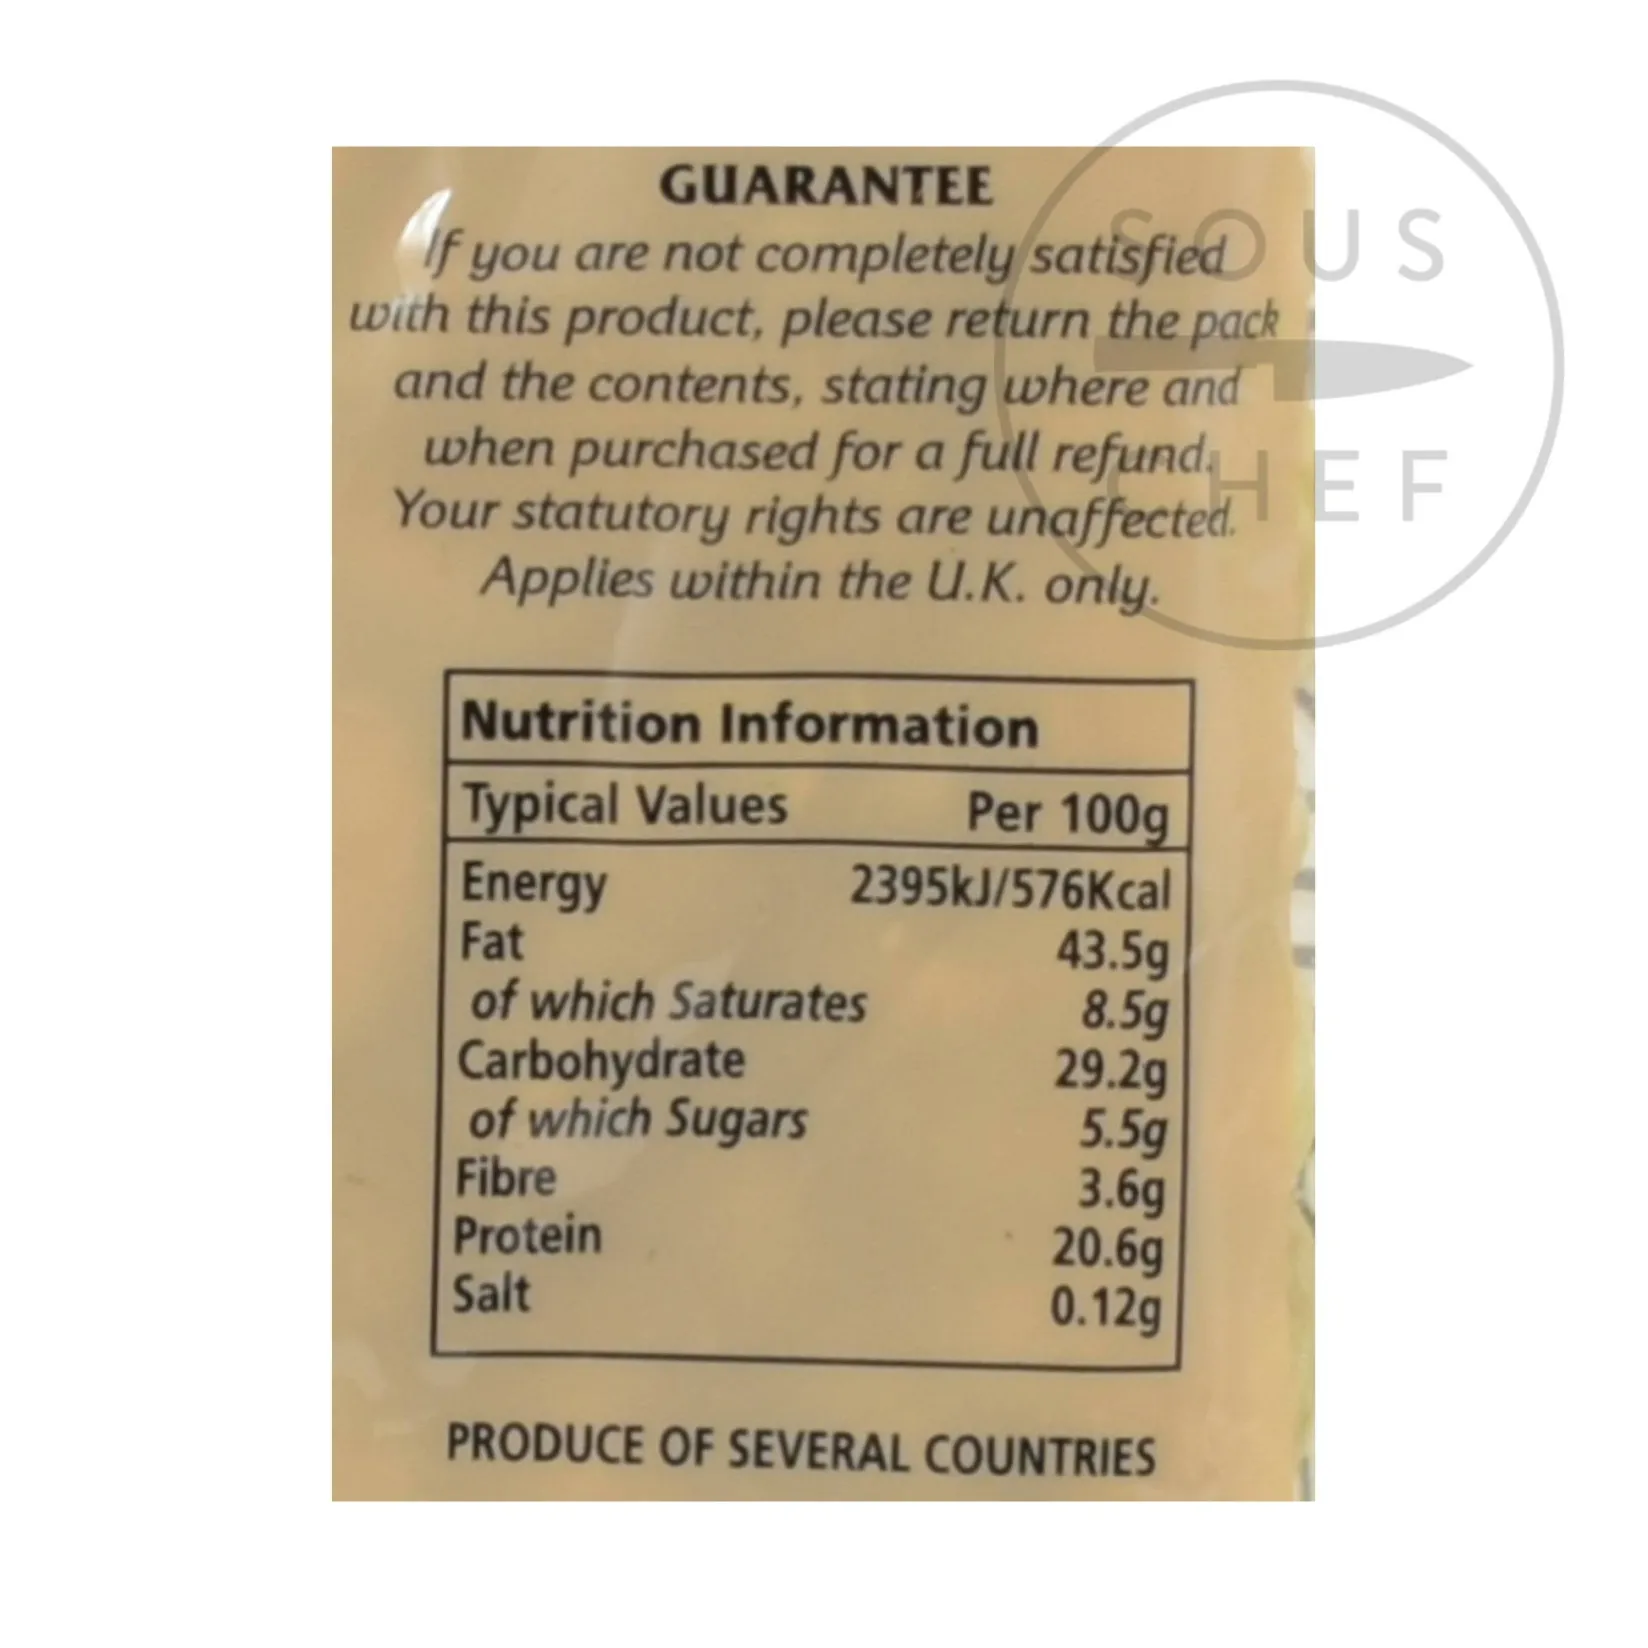 GUARANTEE
If you are not completely satisfied
with this product, please return the pack
and the contents, stating where and
when purchased for a full refund.
Your statutory rights are unaffected.
Applies within the U.K. only.
SOUS
CHEF
Nutrition Information
Typical Values Per 100g
Energy 2395kJ/576Kcal
Fat 43.5g
of which Saturates 8.5g
Carbohydrate 29.2g
of which Sugars 5.5g
Fibre 3.6g
Protein 20.6g
Salt 0.12g
PRODUCE OF SEVERAL COUNTRIES